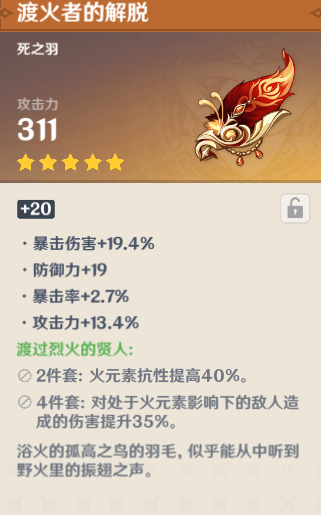 渡火者的解脱
死之羽
攻击力
311
+20
·暴击伤害+19.4%
·防御力+19
·暴击率+2.7%
·攻击力+13.4%
渡过烈火的贤人:
2件套: 火元素抗性提高40%。
4件套: 对处于火元素影响下的敌人造
成的伤害提升35%。
浴火的孤高之鸟的羽毛, 似乎能从中听到
野火里的振翅之声。